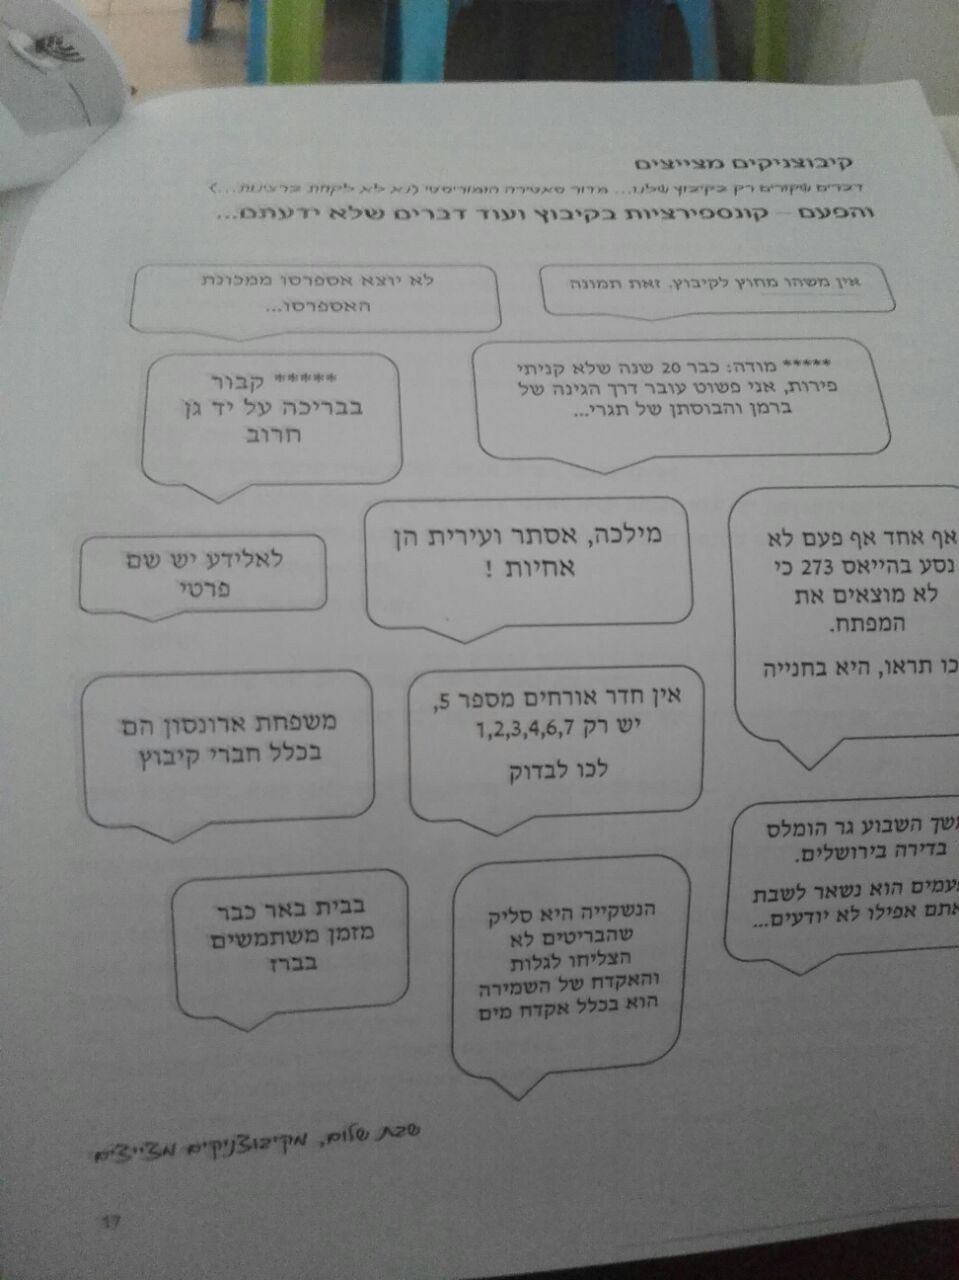 קיבוצניקים מצייצים
דברים שקורים רק בקיבוץ שלנו... מדור סאטירה הומוריסטי (נא לא לקחת ברצינות...)
והפעם – קונספירציות בקיבוץ ועוד דברים שלא ידעתם...
אין משהו מחוץ לקיבוץ. זאת תמונה
לא יוצא אספרסו ממכונת
האספרסו...
***** מודה: כבר 20 שנה שלא קניתי
פירות, אני פשוט עובר דרך הגינה של
ברמן והבוסתן של תגרי...
***** קבור
בבריכה על יד גן
חרוב
אף אחד אף פעם לא
נסע בהייאס 273 כי
לא מוצאים את
המפתח.
כו תראו, היא בחנייה
מילכה, אסתר ועירית הן
אחיות !
לאלידע יש שם
פרטי
אין חדר אורחים מספר 5,
יש רק 1,2,3,4,6,7
לכו לבדוק
משפחת ארונסון הם
בכלל חברי קיבוץ
משך השבוע גר הומלס
בדירה בירושלים.
פעמים הוא נשאר לשבת
אתם אפילו לא יודעים...
הנשקייה היא סליק
שהבריטים לא
הצליחו לגלות
והאקדח של השמירה
הוא בכלל אקדח מים
בבית באר כבר
מזמן משתמשים
בברז
שבת שלום, מקיבוצניקים מצייצים
17